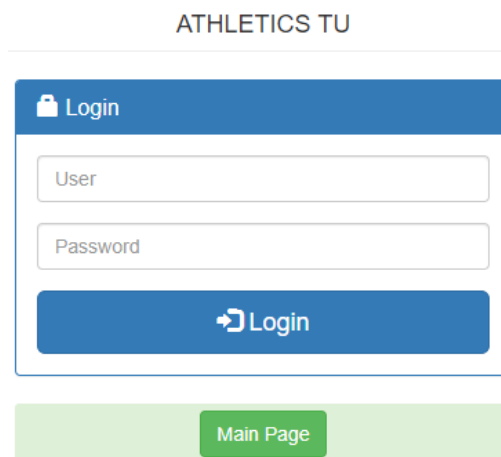 ATHLETICS TU
Login
User
Password
Login
Main Page